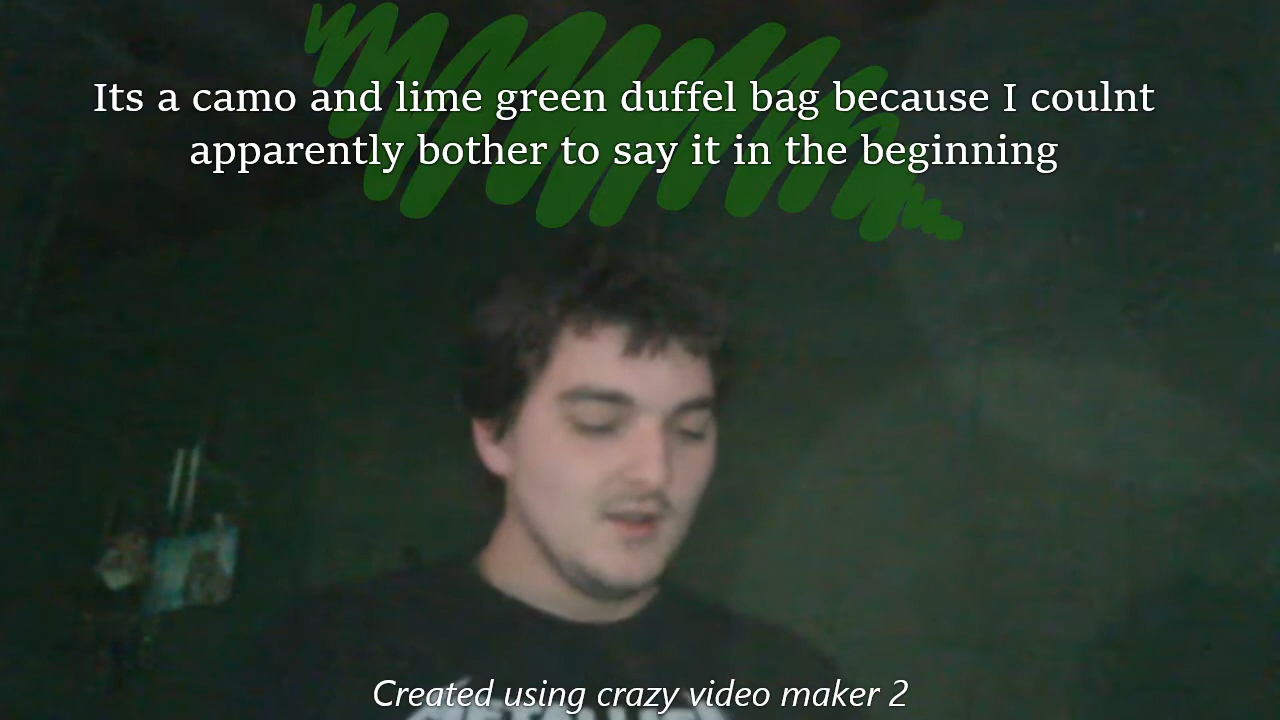 Its a camo and lime green duffel bag because I coulnt
apparently bother to say it in the beginning
Created using crazy video maker 2